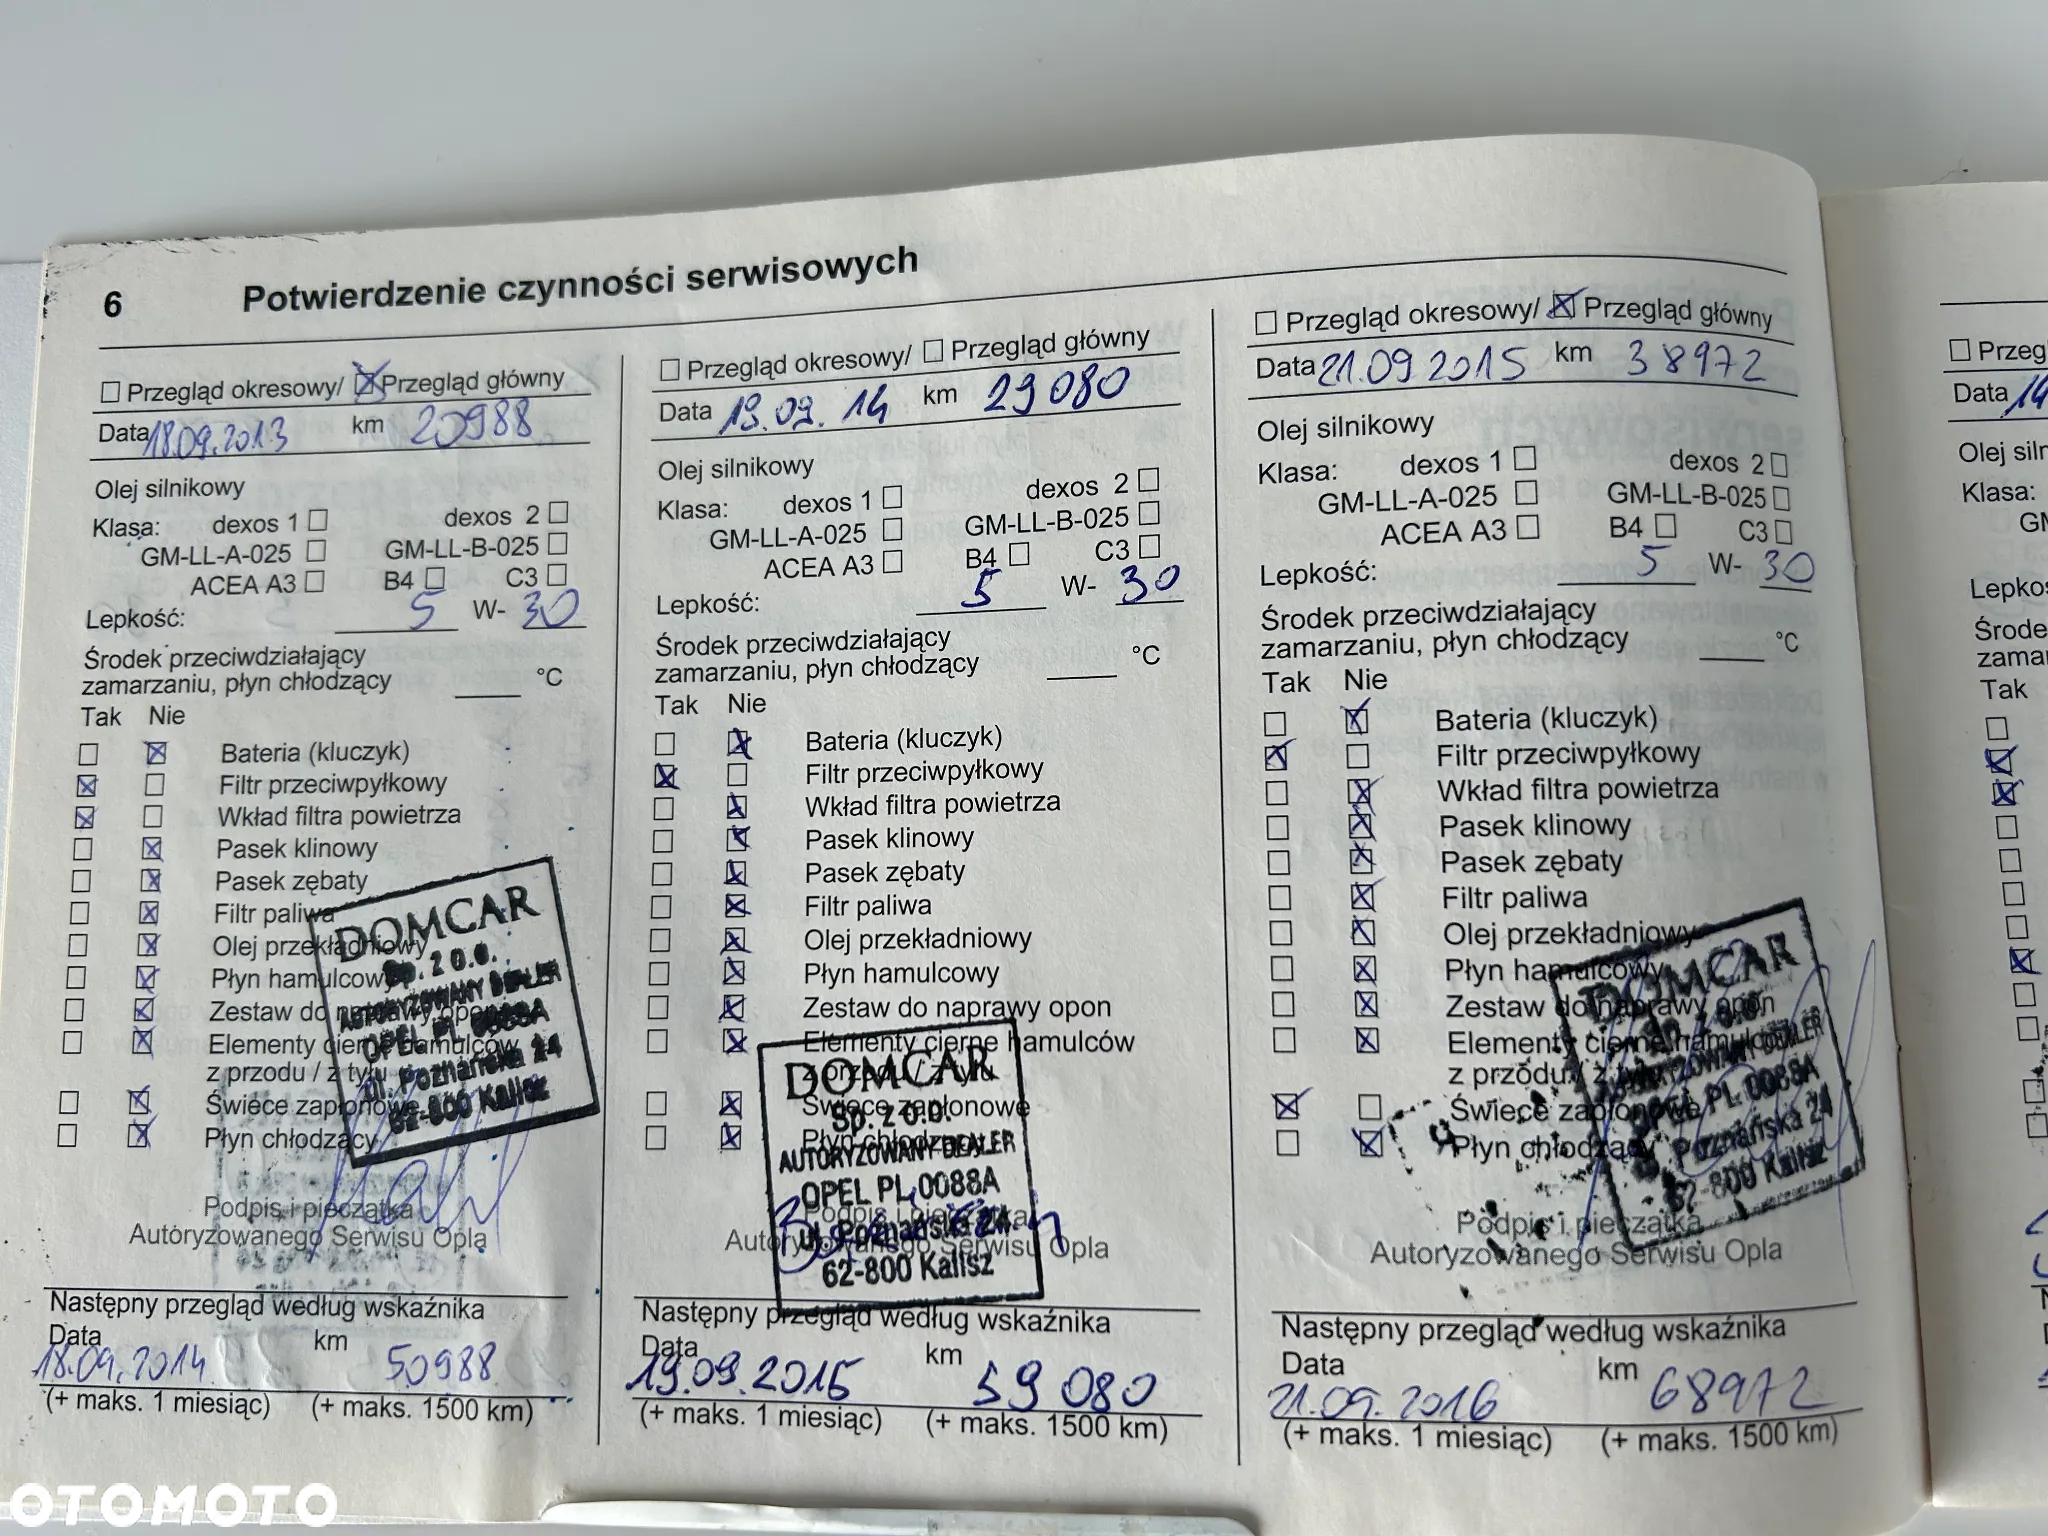 6 Potwierdzenie czynności serwisowych
Przegląd okresowy/ Przegląd główny
Data 18.09.2013 km 20988
Olej silnikowy
Klasa: dexos 1 dexos 2
GM-LL-A-025 GM-LL-B-025
ACEA A3 B4 C3
Lepkość: 5 W- 30
Środek przeciwdziałający
zamarzaniu, płyn chłodzący °C
Tak Nie
Bateria (kluczyk)
Filtr przeciwpyłkowy
Wkład filtra powietrza
Pasek klinowy
Pasek zębaty
Filtr paliwa
Olej przekładniowy
Płyn hamulcowy
Zestaw do naprawy opon
Elementy cierne hamulców
z przodu / z tyłu
Świece zapłonowe
Płyn chłodzący
DOMCAR
Sp. z o.o.
AUTORYZOWANY DEALER
OPEL PL 0088A
ul. Poznańska 24
62-800 Kalisz
Podpis i pieczątka
Autoryzowanego Serwisu Opla
Następny przegląd według wskaźnika
Data km
18.09.2014 50988
(+ maks. 1 miesiąc) (+ maks. 1500 km)
Przegląd okresowy/ Przegląd główny
Data 19.09.14 km 29080
Olej silnikowy
Klasa: dexos 1 dexos 2
GM-LL-A-025 GM-LL-B-025
ACEA A3 B4 C3
Lepkość: 5 W- 30
Środek przeciwdziałający
zamarzaniu, płyn chłodzący °C
Tak Nie
Bateria (kluczyk)
Filtr przeciwpyłkowy
Wkład filtra powietrza
Pasek klinowy
Pasek zębaty
Filtr paliwa
Olej przekładniowy
Płyn hamulcowy
Zestaw do naprawy opon
Elementy cierne hamulców
z przodu / z tyłu
Świece zapłonowe
Płyn chłodzący
DOMCAR
Sp. z o.o.
AUTORYZOWANY DEALER
OPEL PL 0088A
ul. Poznańska 24
62-800 Kalisz
Podpis i pieczątka
Autoryzowanego Serwisu Opla
Następny przegląd według wskaźnika
Data km
19.09.2015 59 080
(+ maks. 1 miesiąc) (+ maks. 1500 km)
Przegląd okresowy/ Przegląd główny
Data 21.09.2015 km 38972
Olej silnikowy
Klasa: dexos 1 dexos 2
GM-LL-A-025 GM-LL-B-025
ACEA A3 B4 C3
Lepkość: 5 W- 30
Środek przeciwdziałający
zamarzaniu, płyn chłodzący °C
Tak Nie
Bateria (kluczyk)
Filtr przeciwpyłkowy
Wkład filtra powietrza
Pasek klinowy
Pasek zębaty
Filtr paliwa
Olej przekładniowy
Płyn hamulcowy
Zestaw do naprawy opon
Elementy cierne hamulców
z przodu / z tyłu
Świece zapłonowe
Płyn chłodzący
DOMCAR
Sp. z o.o.
AUTORYZOWANY DEALER
OPEL PL 0088A
ul. Poznańska 24
62-800 Kalisz
Podpis i pieczątka
Autoryzowanego Serwisu Opla
Następny przegląd według wskaźnika
Data km
21.09.2016 68972
(+ maks. 1 miesiąc) (+ maks. 1500 km)
Przeg
Data 14
Olej siln
Klasa:
GM
Lepkoś
Środe
zamar
Tak
OTOMOTO